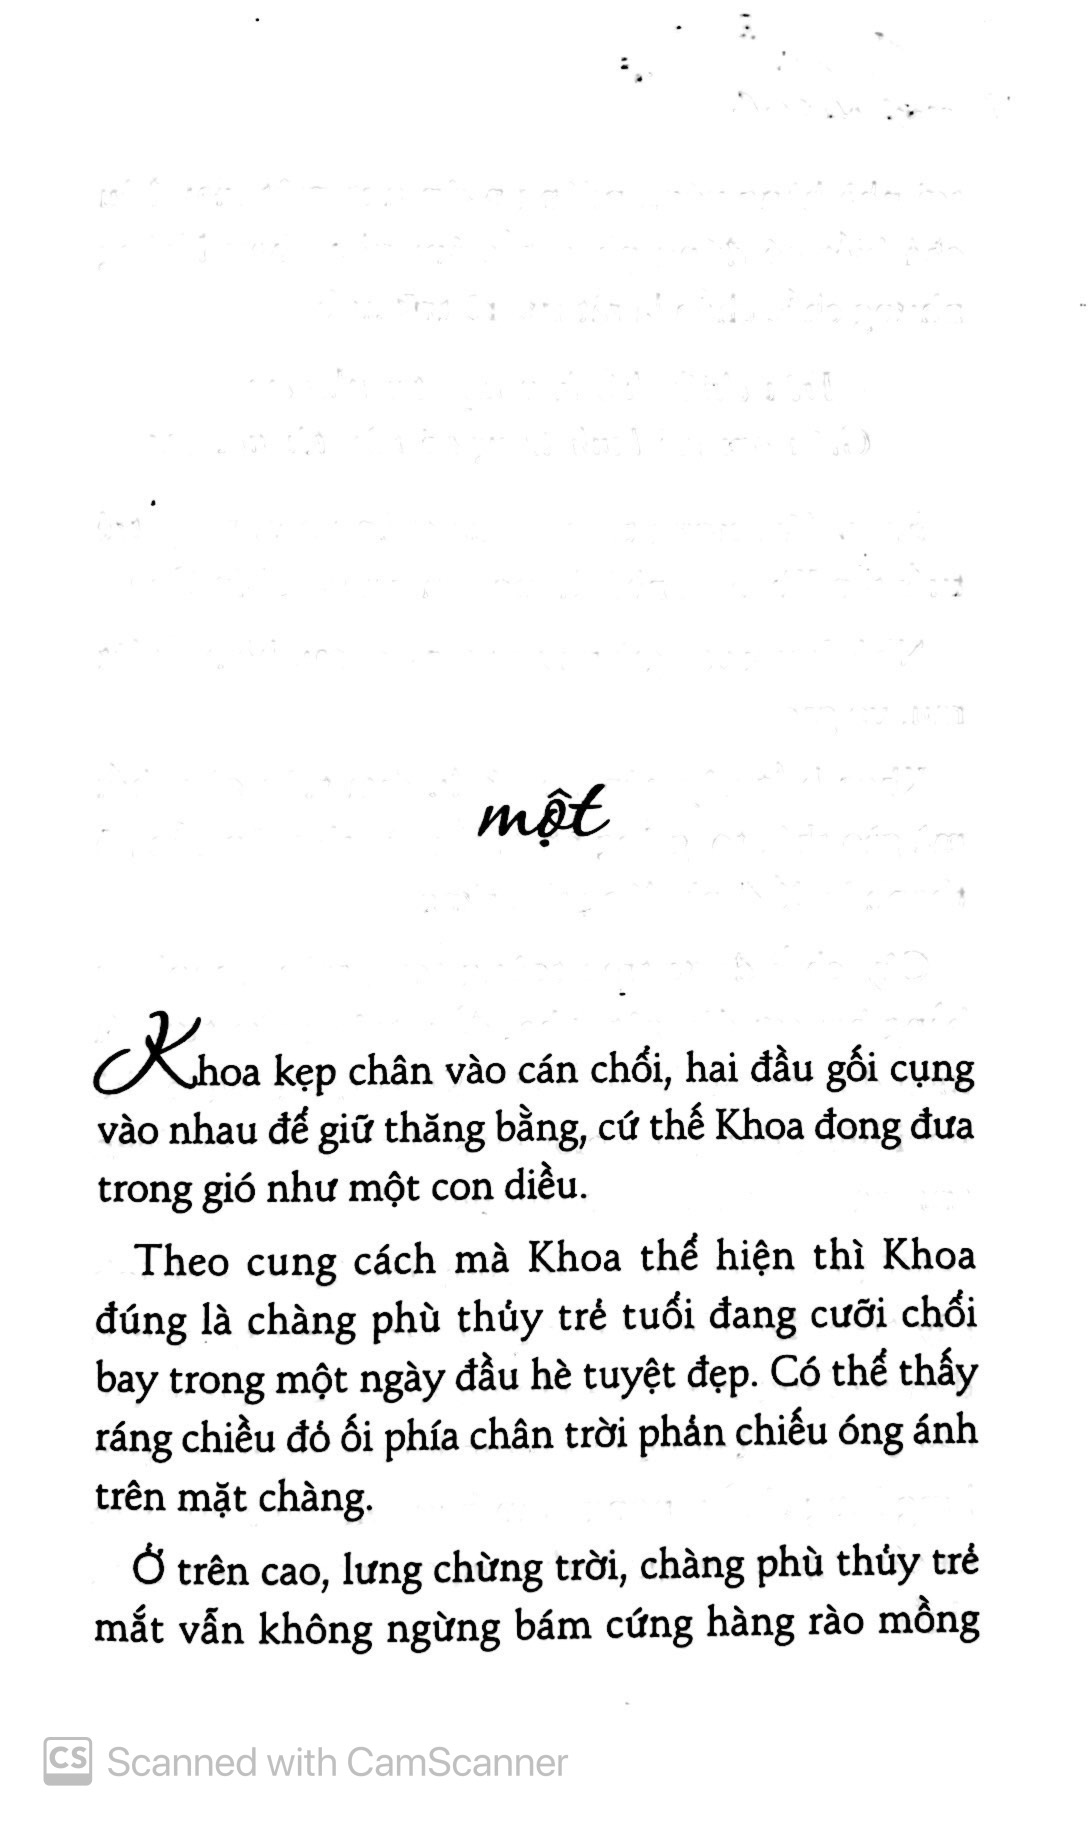 một
Khoa kẹp chân vào cán chổi, hai đầu gối cụng
vào nhau để giữ thăng bằng, cứ thế Khoa đong đưa
trong gió như một con diều.
Theo cung cách mà Khoa thể hiện thì Khoa
đúng là chàng phù thủy trẻ tuổi đang cưỡi chổi
bay trong một ngày đầu hè tuyệt đẹp. Có thể thấy
ráng chiều đỏ ối phía chân trời phản chiếu óng ánh
trên mặt chàng.
Ở trên cao, lưng chừng trời, chàng phù thủy trẻ
mắt vẫn không ngừng bám cứng hàng rào mồng
CS Scanned with CamScanner